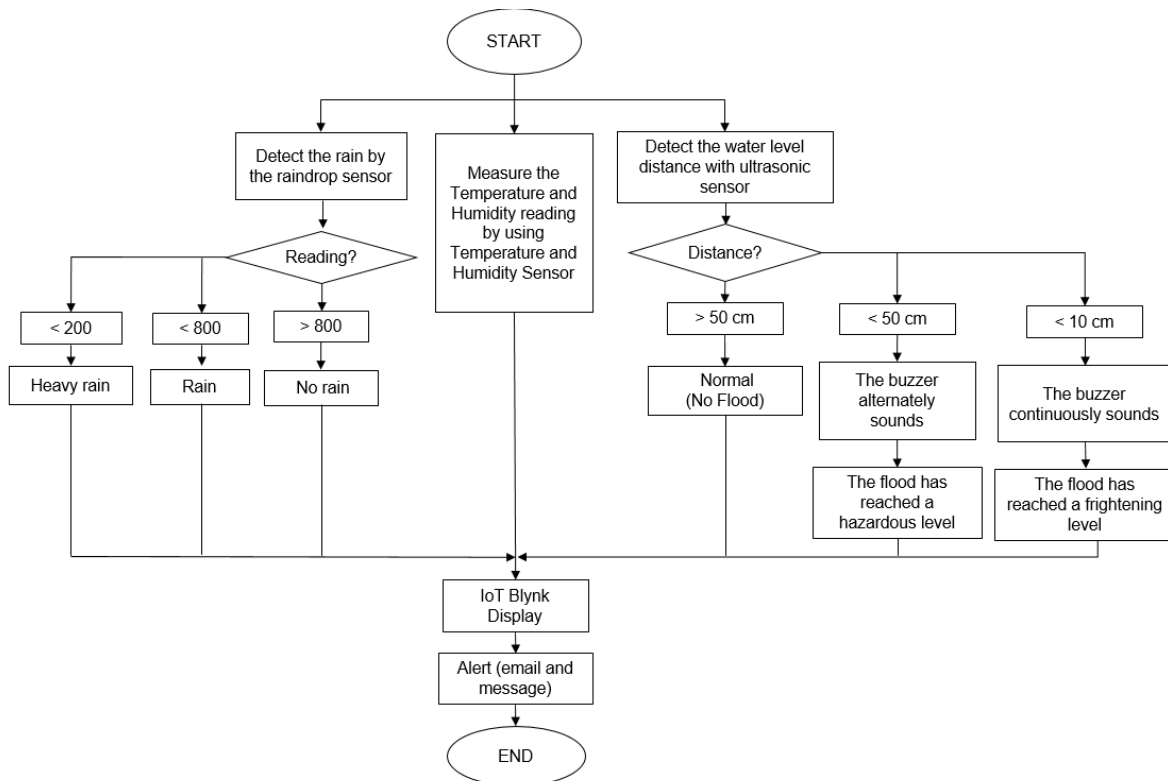 START
Detect the rain by
the raindrop sensor
Measure the
Temperature and
Humidity reading
by using
Temperature and
Humidity Sensor
Detect the water level
distance with ultrasonic
sensor
Reading?
Distance?
< 200
< 800
> 800
> 50 cm
< 50 cm
< 10 cm
Heavy rain
Rain
No rain
Normal
(No Flood)
The buzzer
alternately
sounds
The buzzer
continuously sounds
The flood has
reached a
hazardous level
The flood has
reached a frightening
level
IoT Blynk
Display
Alert (email and
message)
END